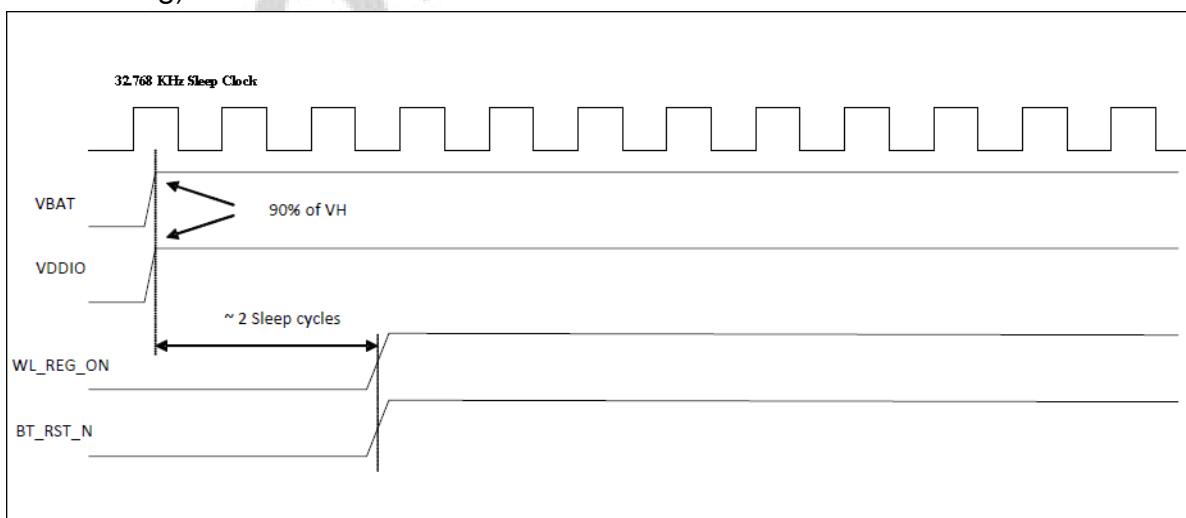 32.768 KHz Sleep Clock
VBAT
90% of VH
VDDIO
~ 2 Sleep cycles
WL_REG_ON
BT_RST_N